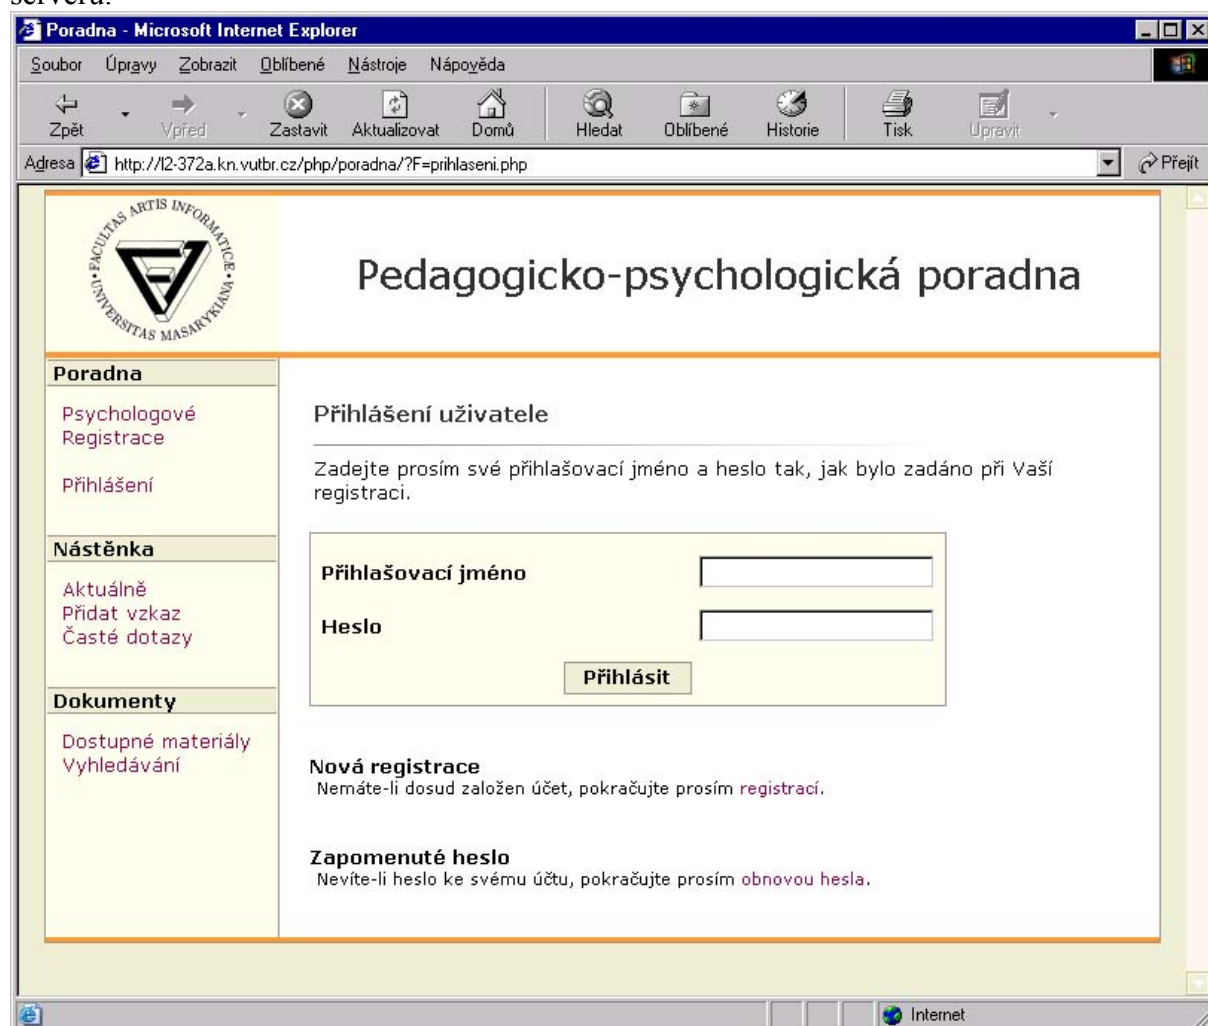 serveru.
Poradna - Microsoft Internet Explorer
Soubor Úpravy Zobrazit Oblíbené Nástroje Nápověda
Zpět Vpřed Zastavit Aktualizovat Domů Hledat Oblíbené Historie Tisk Upravit
Adresa http://l2-372a.kn.vutbr.cz/php/poradna/?F=prihlaseni.php Přejít
FACULTAS ARTIS INFORMATICÆ
UNIVERSITAS MASARYKIANA
Pedagogicko-psychologická poradna
Poradna
Psychologové
Registrace
Přihlášení
Nástěnka
Aktuálně
Přidat vzkaz
Časté dotazy
Dokumenty
Dostupné materiály
Vyhledávání
Přihlášení uživatele
Zadejte prosím své přihlašovací jméno a heslo tak, jak bylo zadáno při Vaší
registraci.
Přihlašovací jméno
Heslo
Přihlásit
Nová registrace
Nemáte-li dosud založen účet, pokračujte prosím registrací.
Zapomenuté heslo
Nevíte-li heslo ke svému účtu, pokračujte prosím obnovou hesla.
Internet